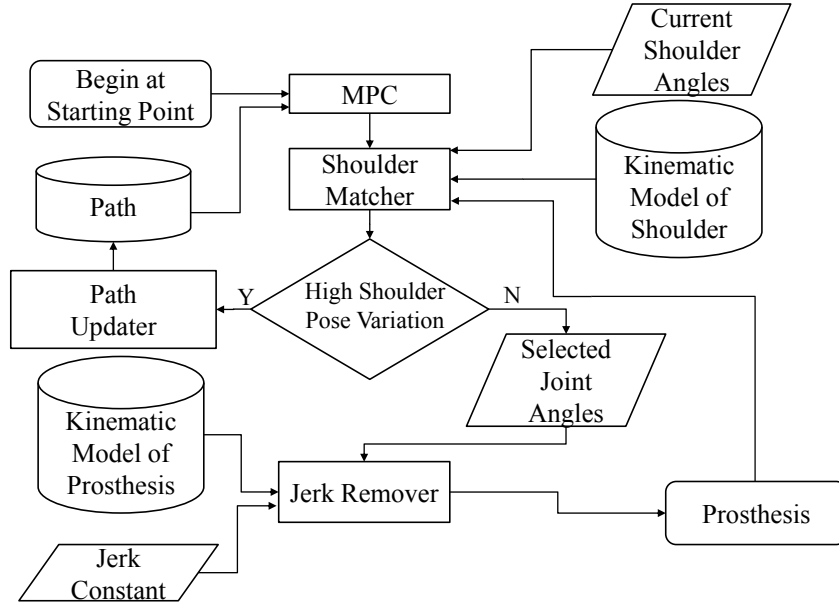 Current
Shoulder
Angles
Begin at
Starting Point
MPC
Shoulder
Matcher
Kinematic
Model of
Shoulder
Path
Path
Updater
Y
High Shoulder
Pose Variation
N
Selected
Joint
Angles
Kinematic
Model of
Prosthesis
Jerk Remover
Prosthesis
Jerk
Constant